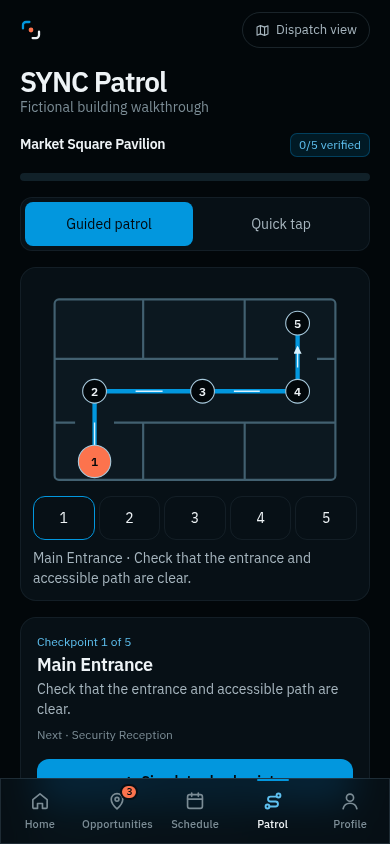 Dispatch view
SYNC Patrol
Fictional building walkthrough
Market Square Pavilion
0/5 verified
Guided patrol
Quick tap
5
2
3
4
1
1
2
3
4
5
Main Entrance · Check that the entrance and
accessible path are clear.
Checkpoint 1 of 5
Main Entrance
Check that the entrance and accessible path are
clear.
Next · Security Reception
3
Home
Opportunities
Schedule
Patrol
Profile